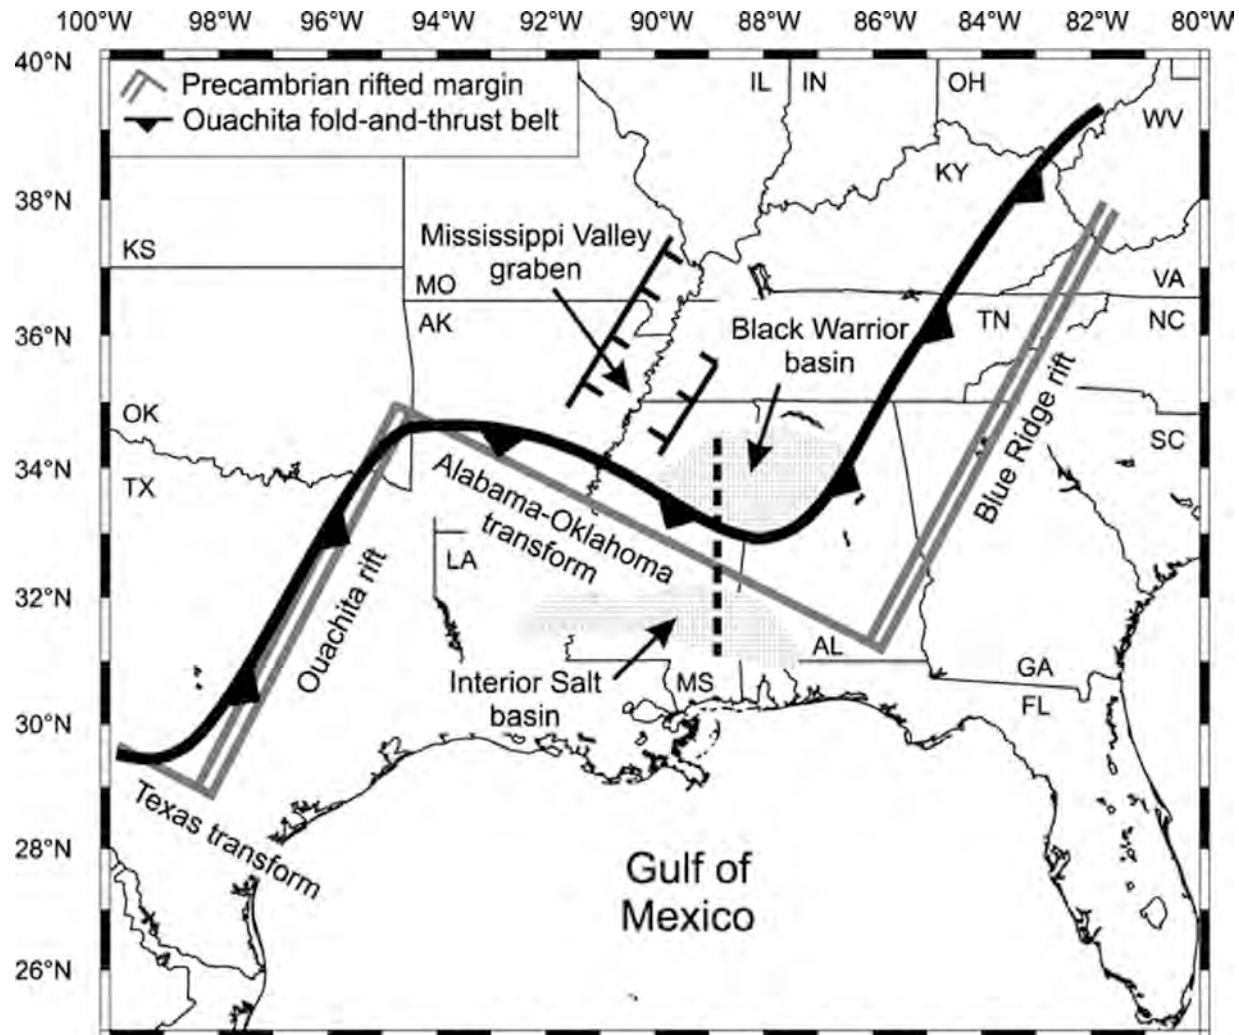 100°W 98°W 96°W 94°W 92°W 90°W 88°W 86°W 84°W 82°W 80°W
40°N
38°N
36°N
34°N
32°N
30°N
28°N
26°N
Precambrian rifted margin
Ouachita fold-and-thrust belt
IL
IN
OH
WV
KY
KS
MO
AK
VA
TN
NC
OK
TX
SC
LA
AL
MS
GA
FL
Mississippi Valley
graben
Black Warrior
basin
Blue Ridge rift
Alabama-Oklahoma
transform
Ouachita rift
Interior Salt
basin
Texas transform
Gulf of
Mexico